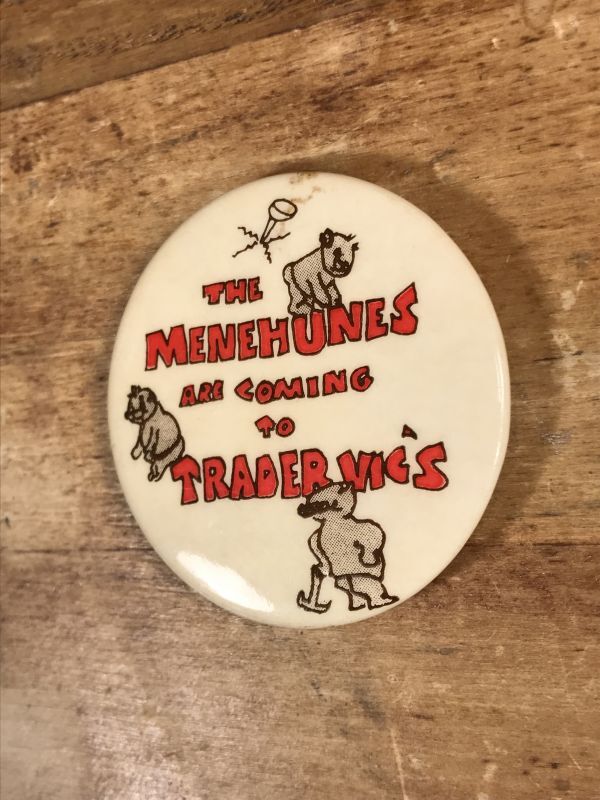 THE
MENEHUNES
ARE COMING
TO
TRADER VIC'S